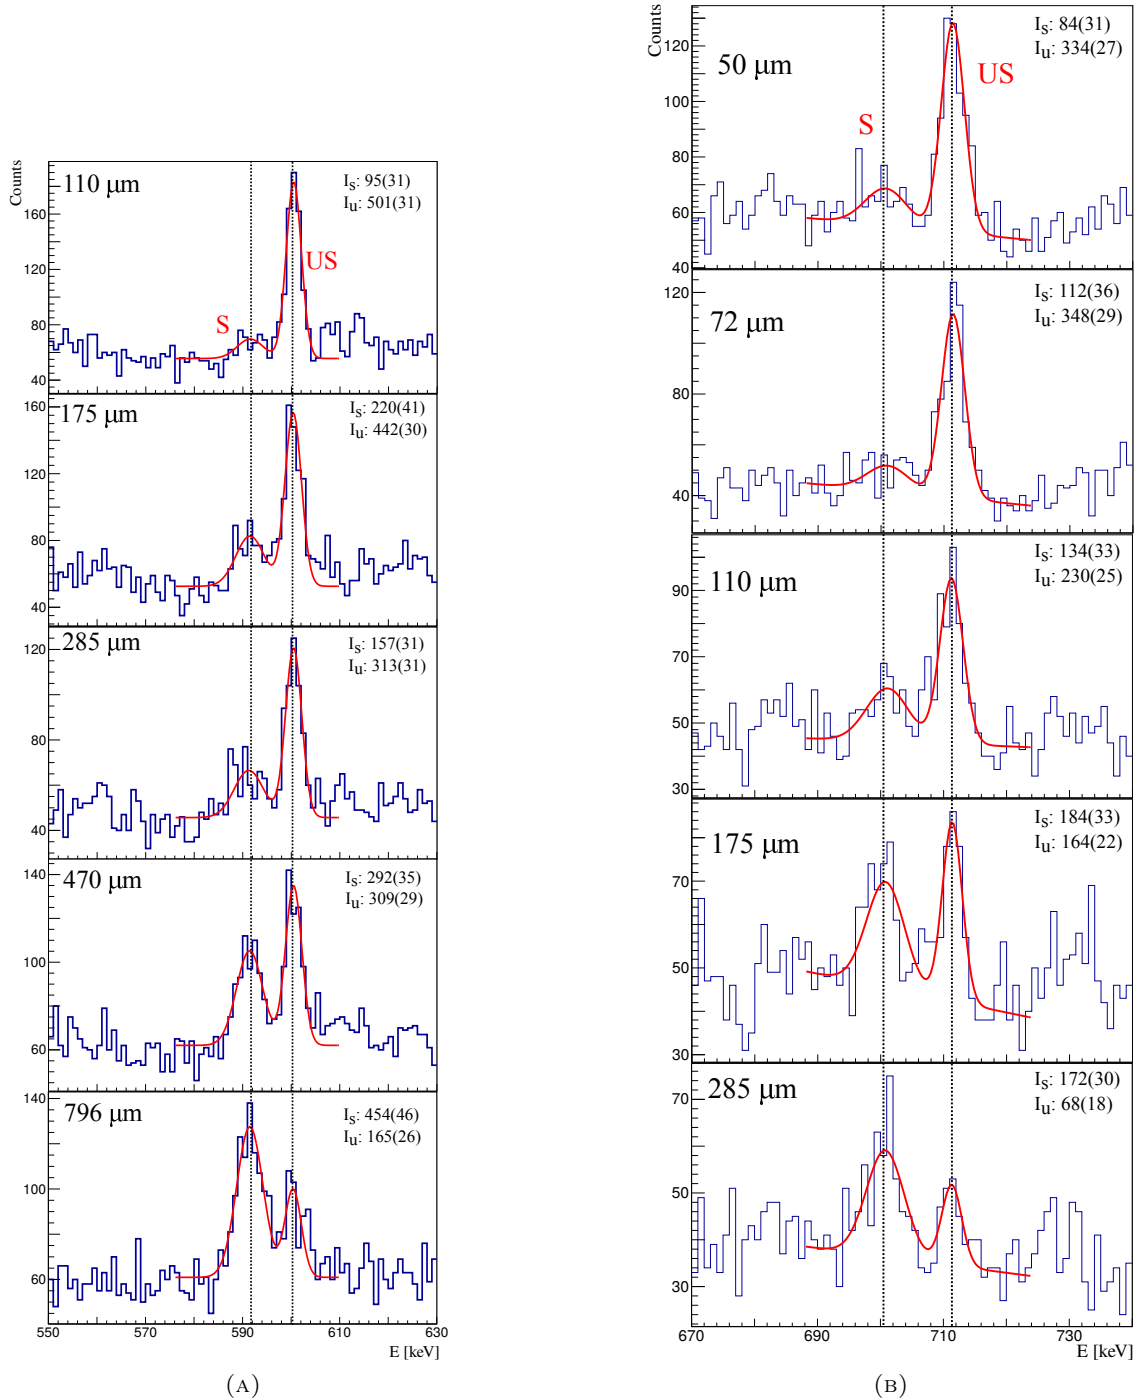 Counts
110 μm
I_s: 95(31)
I_u: 501(31)
S
US
160
120
80
40
175 μm
I_s: 220(41)
I_u: 442(30)
160
120
80
40
285 μm
I_s: 157(31)
I_u: 313(31)
120
80
40
470 μm
I_s: 292(35)
I_u: 309(29)
140
100
60
796 μm
I_s: 454(46)
I_u: 165(26)
140
100
60
550
570
590
610
630
E [keV]
(A)
Counts
50 μm
I_s: 84(31)
I_u: 334(27)
S
US
120
100
80
60
40
72 μm
I_s: 112(36)
I_u: 348(29)
120
80
40
110 μm
I_s: 134(33)
I_u: 230(25)
90
70
50
30
175 μm
I_s: 184(33)
I_u: 164(22)
70
50
30
285 μm
I_s: 172(30)
I_u: 68(18)
70
50
30
670
690
710
730
E [keV]
(B)